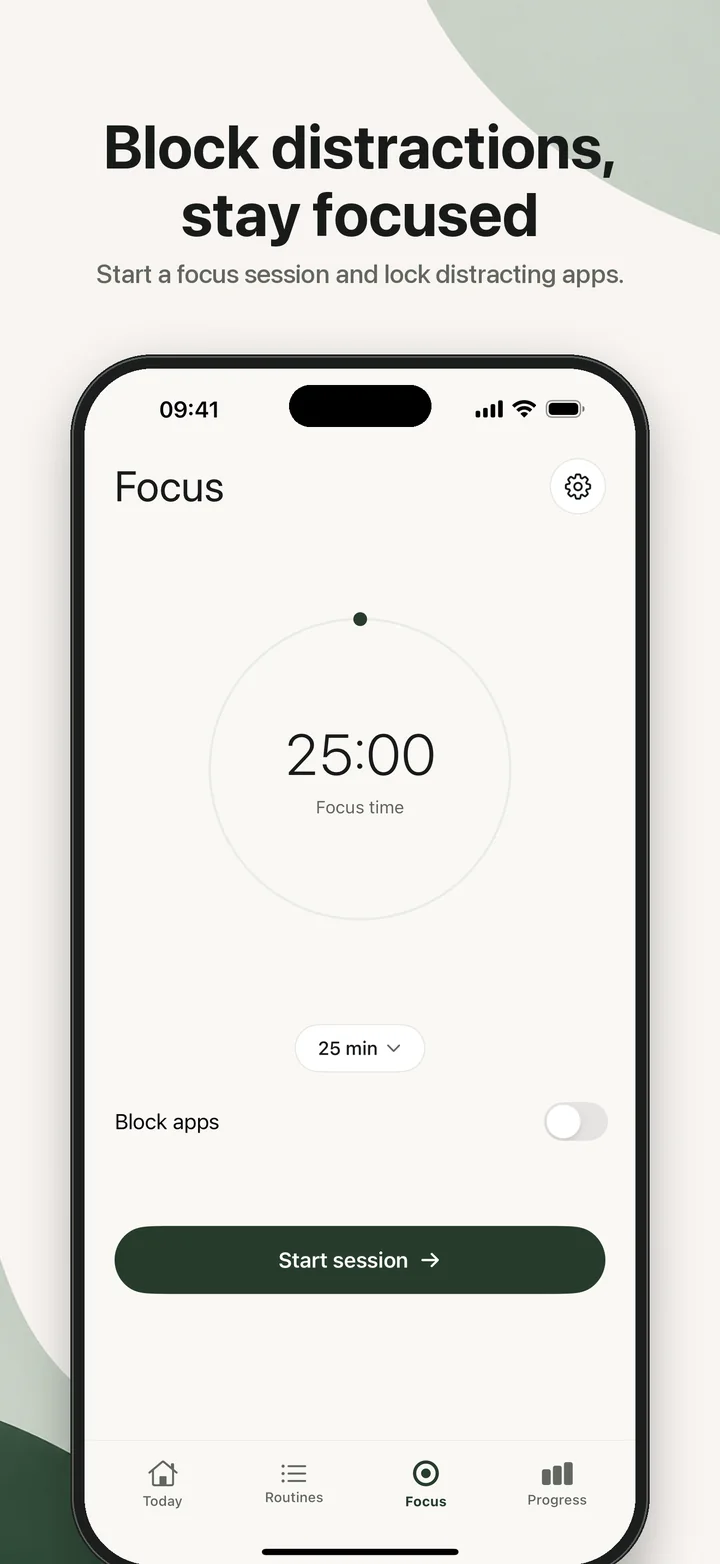 Block distractions,
stay focused
Start a focus session and lock distracting apps.
09:41
Focus
25:00
Focus time
25 min
Block apps
Start session →
Today
Routines
Focus
Progress